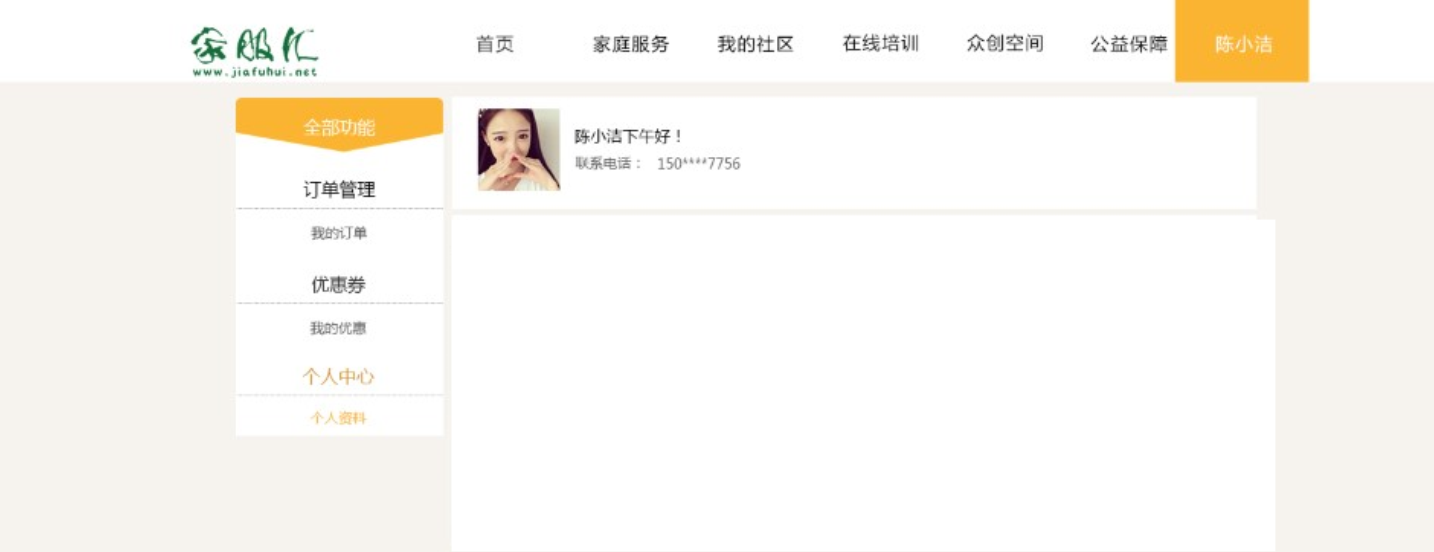 家服汇
www.jiafuhui.net
首页 家庭服务 我的社区 在线培训 众创空间 公益保障 陈小洁
全部功能
订单管理
我的订单
优惠券
我的优惠
个人中心
个人资料
陈小洁下午好！
联系电话： 150****7756